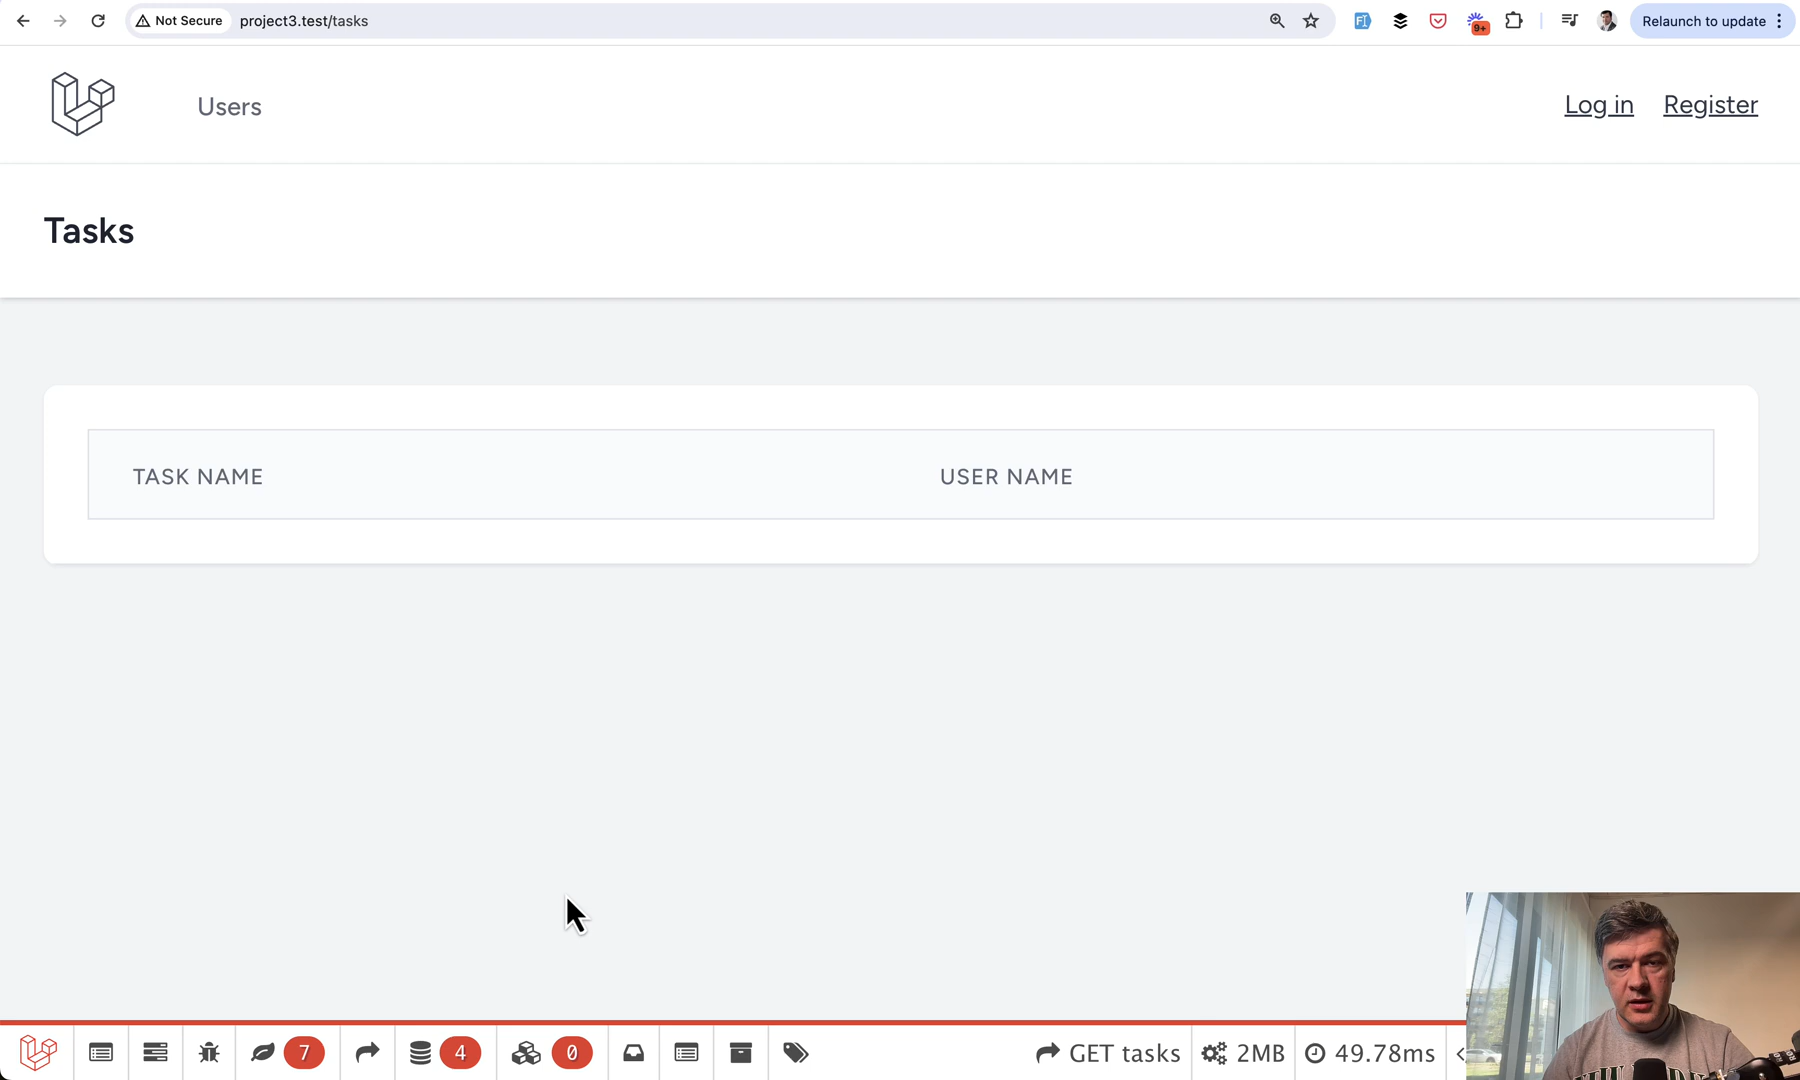 Not Secure project3.test/tasks
9+
Relaunch to update
Users
Log in Register
Tasks
TASK NAME USER NAME
7
4
0
GET tasks 2MB 49.78ms